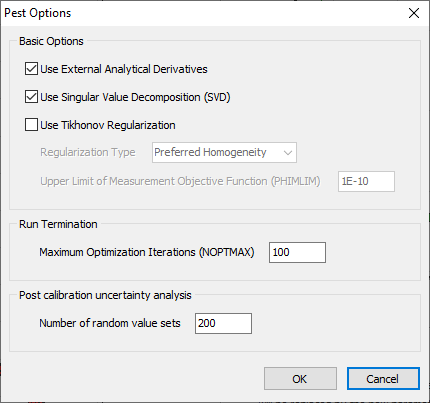 Pest Options
Basic Options
Use External Analytical Derivatives
Use Singular Value Decomposition (SVD)
Use Tikhonov Regularization
Regularization Type Preferred Homogeneity
Upper Limit of Measurement Objective Function (PHIMLIM) 1E-10
Run Termination
Maximum Optimization Iterations (NOPTMAX) 100
Post calibration uncertainty analysis
Number of random value sets 200
OK Cancel